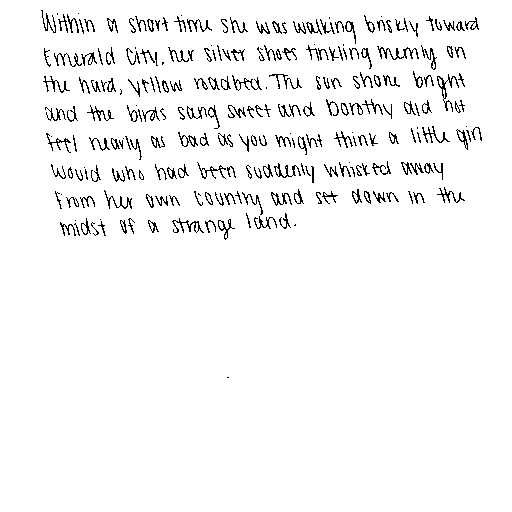 Within a short time she was walking briskly toward
Emerald City, her silver shoes tinkling merrily on
the hard, yellow roadbed. The sun shone bright
and the birds sang sweet and Dorothy did not
feel nearly as bad as you might think a little girl
would who had been suddenly whisked away
from her own country and set down in the
midst of a strange land.